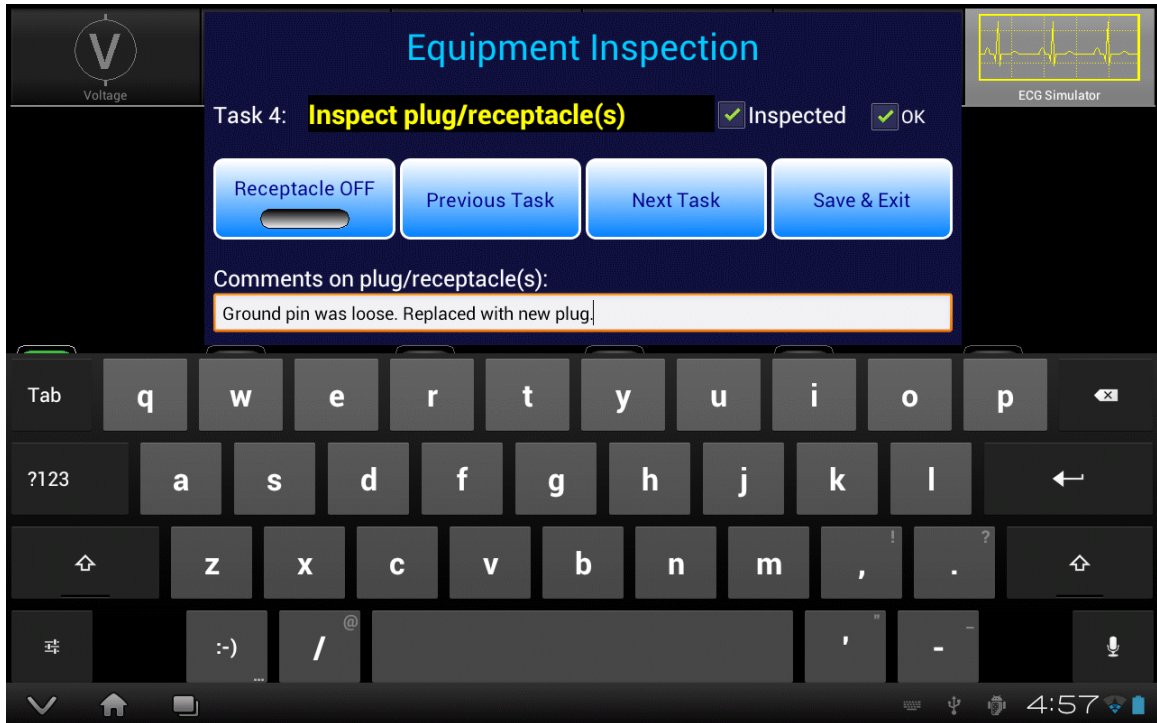 Equipment Inspection
V
Voltage
ECG Simulator
Task 4: Inspect plug/receptacle(s) Inspected OK
Receptacle OFF Previous Task Next Task Save & Exit
Comments on plug/receptacle(s):
Ground pin was loose. Replaced with new plug.
Tab q w e r t y u i o p
?123 a s d f g h j k l
z x c v b n m , ! . ?
:-) ... / @ ' " - _
4:57